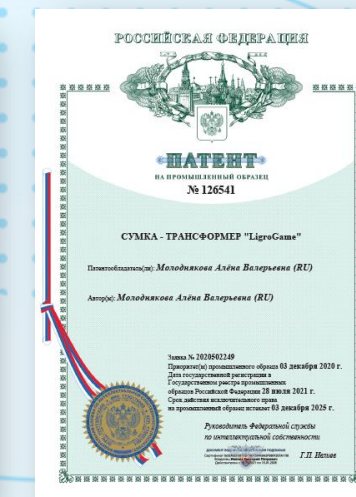 РОССИЙСКАЯ ФЕДЕРАЦИЯ
ПАТЕНТ
НА ПРОМЫШЛЕННЫЙ ОБРАЗЕЦ
№ 126541
СУМКА - ТРАНСФОРМЕР "LigroGame"
Патентообладатель(ли): Молоднякова Алёна Валерьевна (RU)
Автор(ы): Молоднякова Алёна Валерьевна (RU)
Заявка № 2020502249
Приоритет(ы) промышленного образца 03 декабря 2020 г.
Дата государственной регистрации в
Государственном реестре промышленных
образцов Российской Федерации 28 июля 2021 г.
Срок действия исключительного права
на промышленный образец истекает 03 декабря 2025 г.
Руководитель Федеральной службы
по интеллектуальной собственности
Г.П. Ивлиев